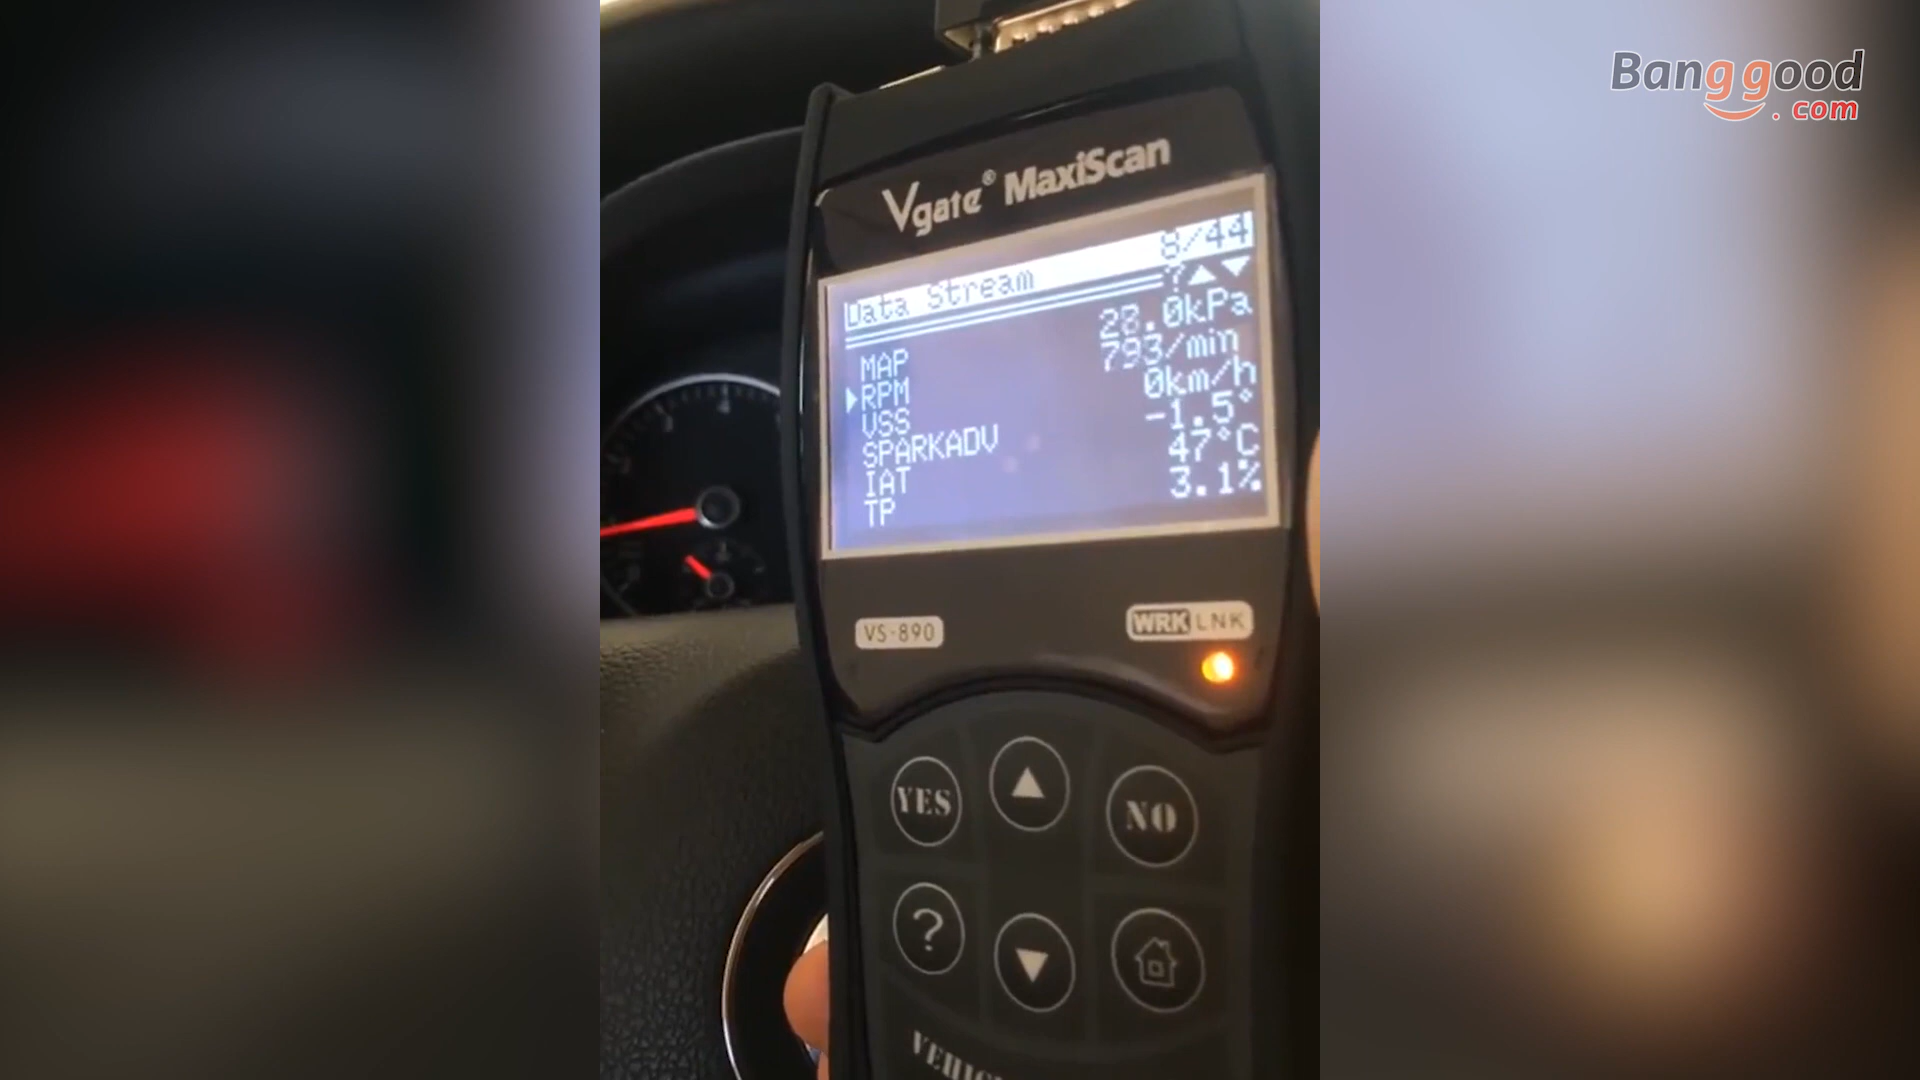 Banggood
.com
Vgate® MaxiScan
Data Stream 8/44
?▲▼
MAP 28.0kPa
RPM 793/min
VSS 0km/h
SPARKADV -1.5°
IAT 47°C
TP 3.1%
VS-890
WRK LNK
YES
NO
?
4